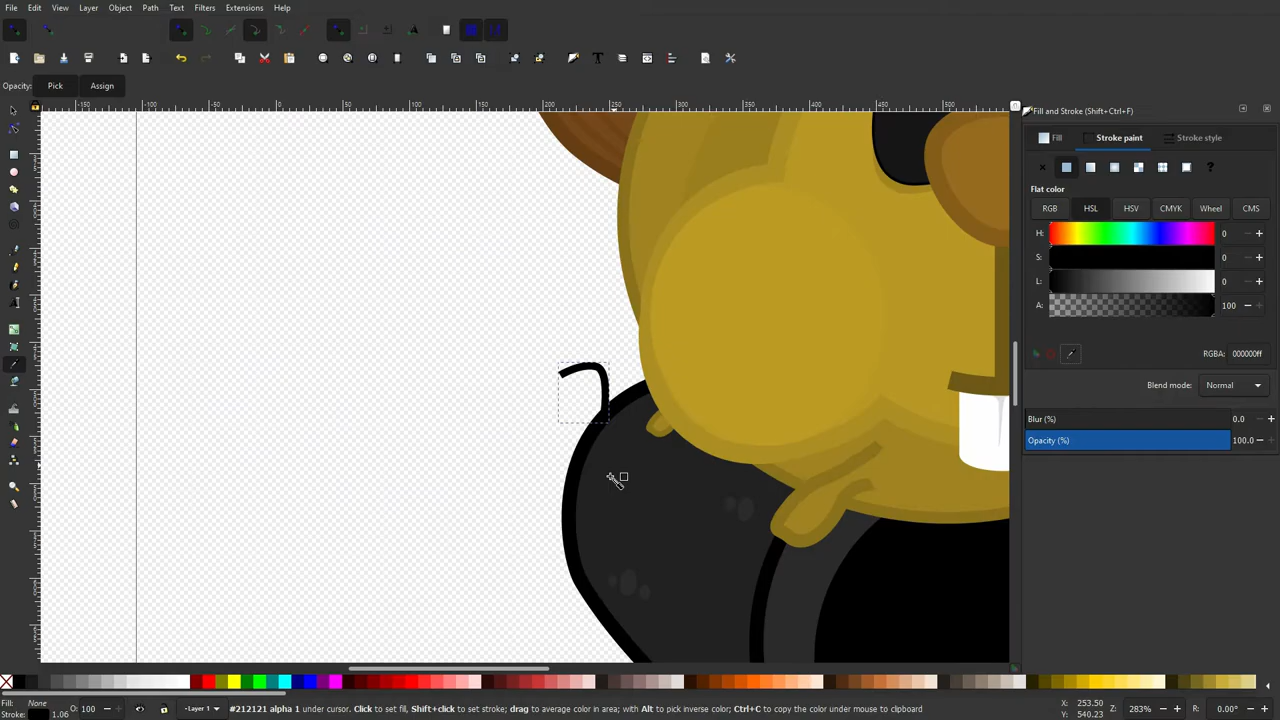 File Edit View Layer Object Path Text Filters Extensions Help
Opacity: Pick Assign
Fill and Stroke (Shift+Ctrl+F)
Fill Stroke paint Stroke style
?
Flat color
RGB HSL HSV CMYK Wheel CMS
H: 0 - +
S: 0 - +
L: 0 - +
A: 100 - +
RGBA: 000000ff
Blend mode: Normal
Blur (%) 0.0 - +
Opacity (%) 100.0 - +
Fill: None
Stroke: 1.06
O: 100
-Layer 1
#212121 alpha 1 under cursor. Click to set fill, Shift+click to set stroke; drag to average color in area; with Alt to pick inverse color; Ctrl+C to copy the color under mouse to clipboard
X: 253.50
Y: 540.23
Z: 283% - +
R: 0.00° - +